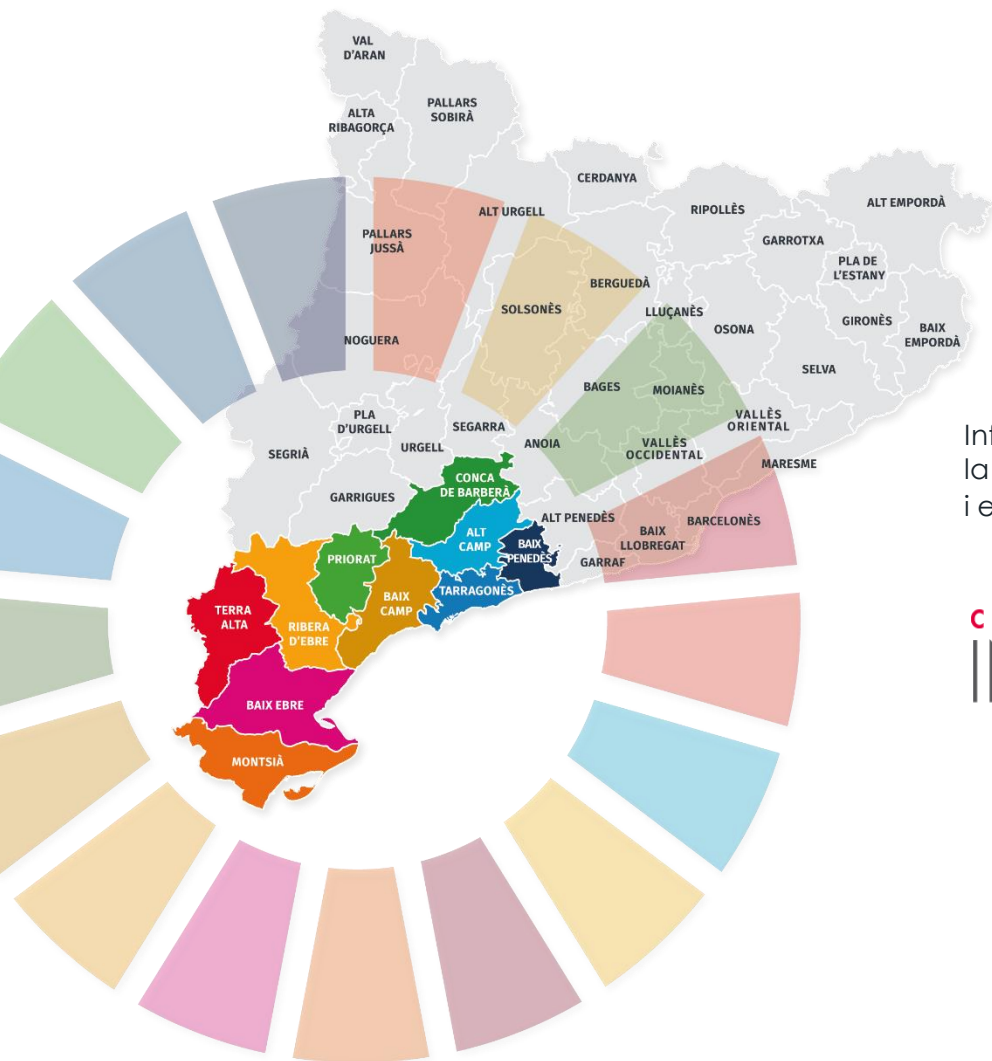 VAL
D'ARAN
ALTA
RIBAGORÇA
PALLARS
SOBIRÀ
CERDANYA
ALT URGELL
RIPOLLÈS
ALT EMPORDÀ
PALLARS
JUSSÀ
GARROTXA
PLA DE
L'ESTANY
BERGUEDÀ
SOLSONÈS
LLUÇANÈS
OSONA
GIRONÈS
BAIX
EMPORDÀ
NOGUERA
SELVA
BAGES
MOIANÈS
PLA
D'URGELL
URGELL
SEGARRA
ANOIA
VALLÈS
OCCIDENTAL
VALLÈS
ORIENTAL
SEGRIÀ
MARESME
GARRIGUES
CONCA
DE BARBERÀ
ALT PENEDÈS
BAIX
LLOBREGAT
BARCELONÈS
ALT
CAMP
BAIX
PENEDÈS
GARRAF
PRIORAT
TARRAGONÈS
BAIX
CAMP
TERRA
ALTA
RIBERA
D'EBRE
BAIX EBRE
MONTSIÀ
la
C